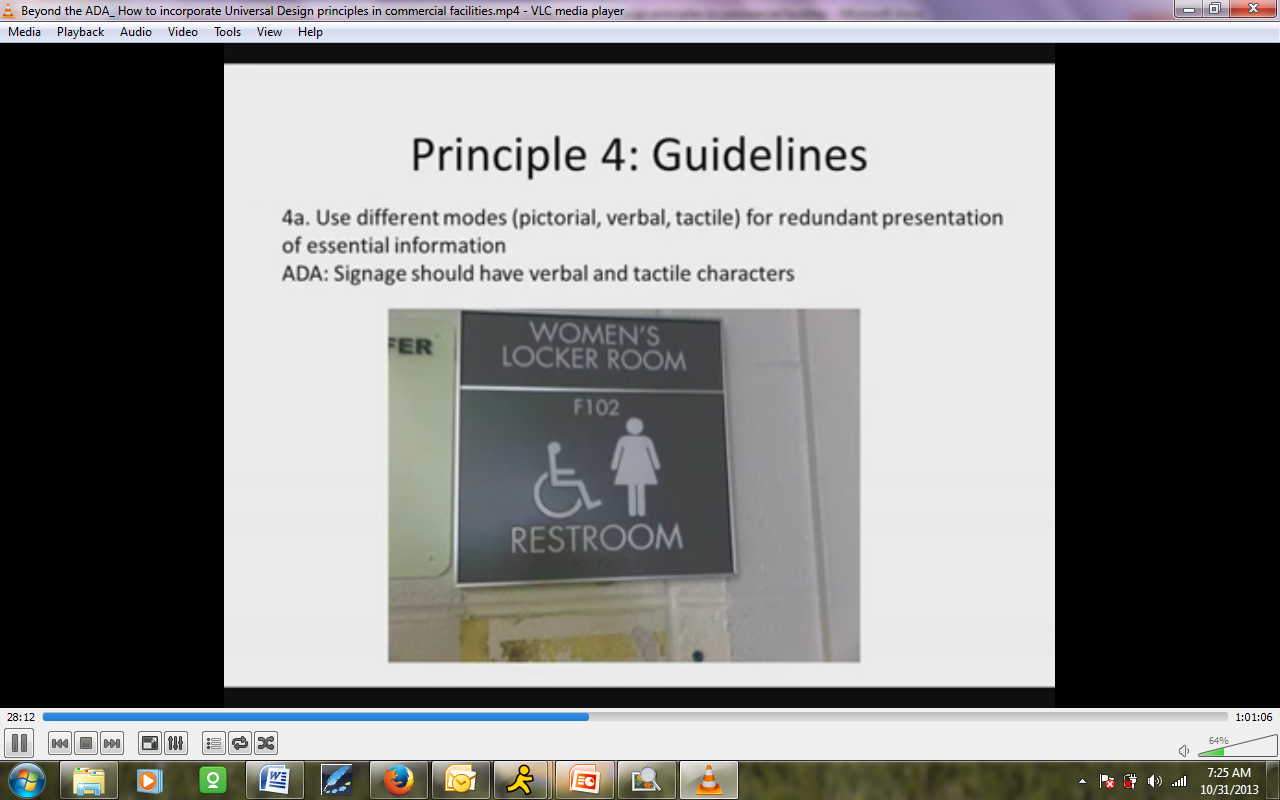 Beyond the ADA_ How to incorporate Universal Design principles in commercial facilities.mp4 - VLC media player
Media Playback Audio Video Tools View Help
Principle 4: Guidelines
4a. Use different modes (pictorial, verbal, tactile) for redundant presentation
of essential information
ADA: Signage should have verbal and tactile characters
FER
WOMEN'S
LOCKER ROOM
F102
RESTROOM
28:12 1:01:06
64%
7:25 AM
10/31/2013